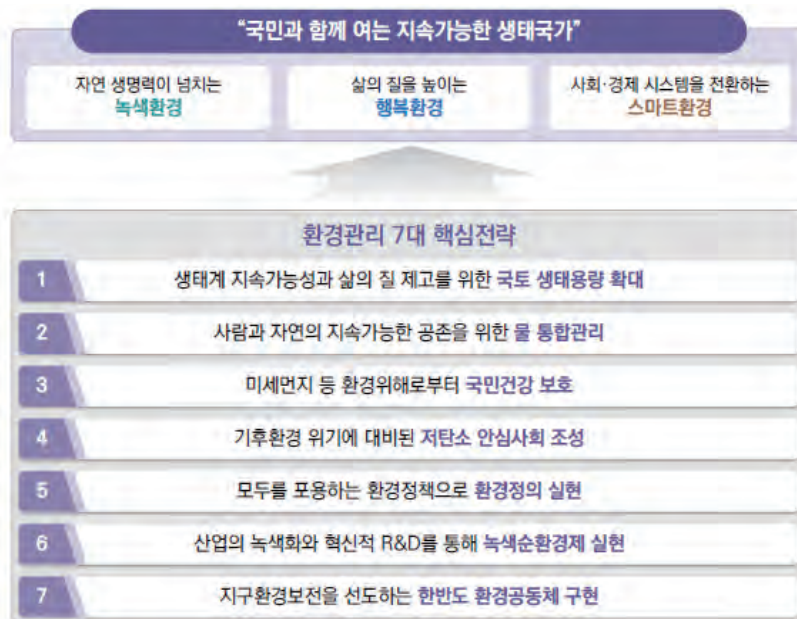 “국민과 함께 여는 지속가능한 생태국가”
자연 생명력이 넘치는
녹색환경
삶의 질을 높이는
행복환경
사회·경제 시스템을 전환하는
스마트환경
환경관리 7대 핵심전략
1 생태계 지속가능성과 삶의 질 제고를 위한 국토 생태용량 확대
2 사람과 자연의 지속가능한 공존을 위한 물 통합관리
3 미세먼지 등 환경위해로부터 국민건강 보호
4 기후환경 위기에 대비된 저탄소 안심사회 조성
5 모두를 포용하는 환경정책으로 환경정의 실현
6 산업의 녹색화와 혁신적 R&D를 통해 녹색순환경제 실현
7 지구환경보전을 선도하는 한반도 환경공동체 구현